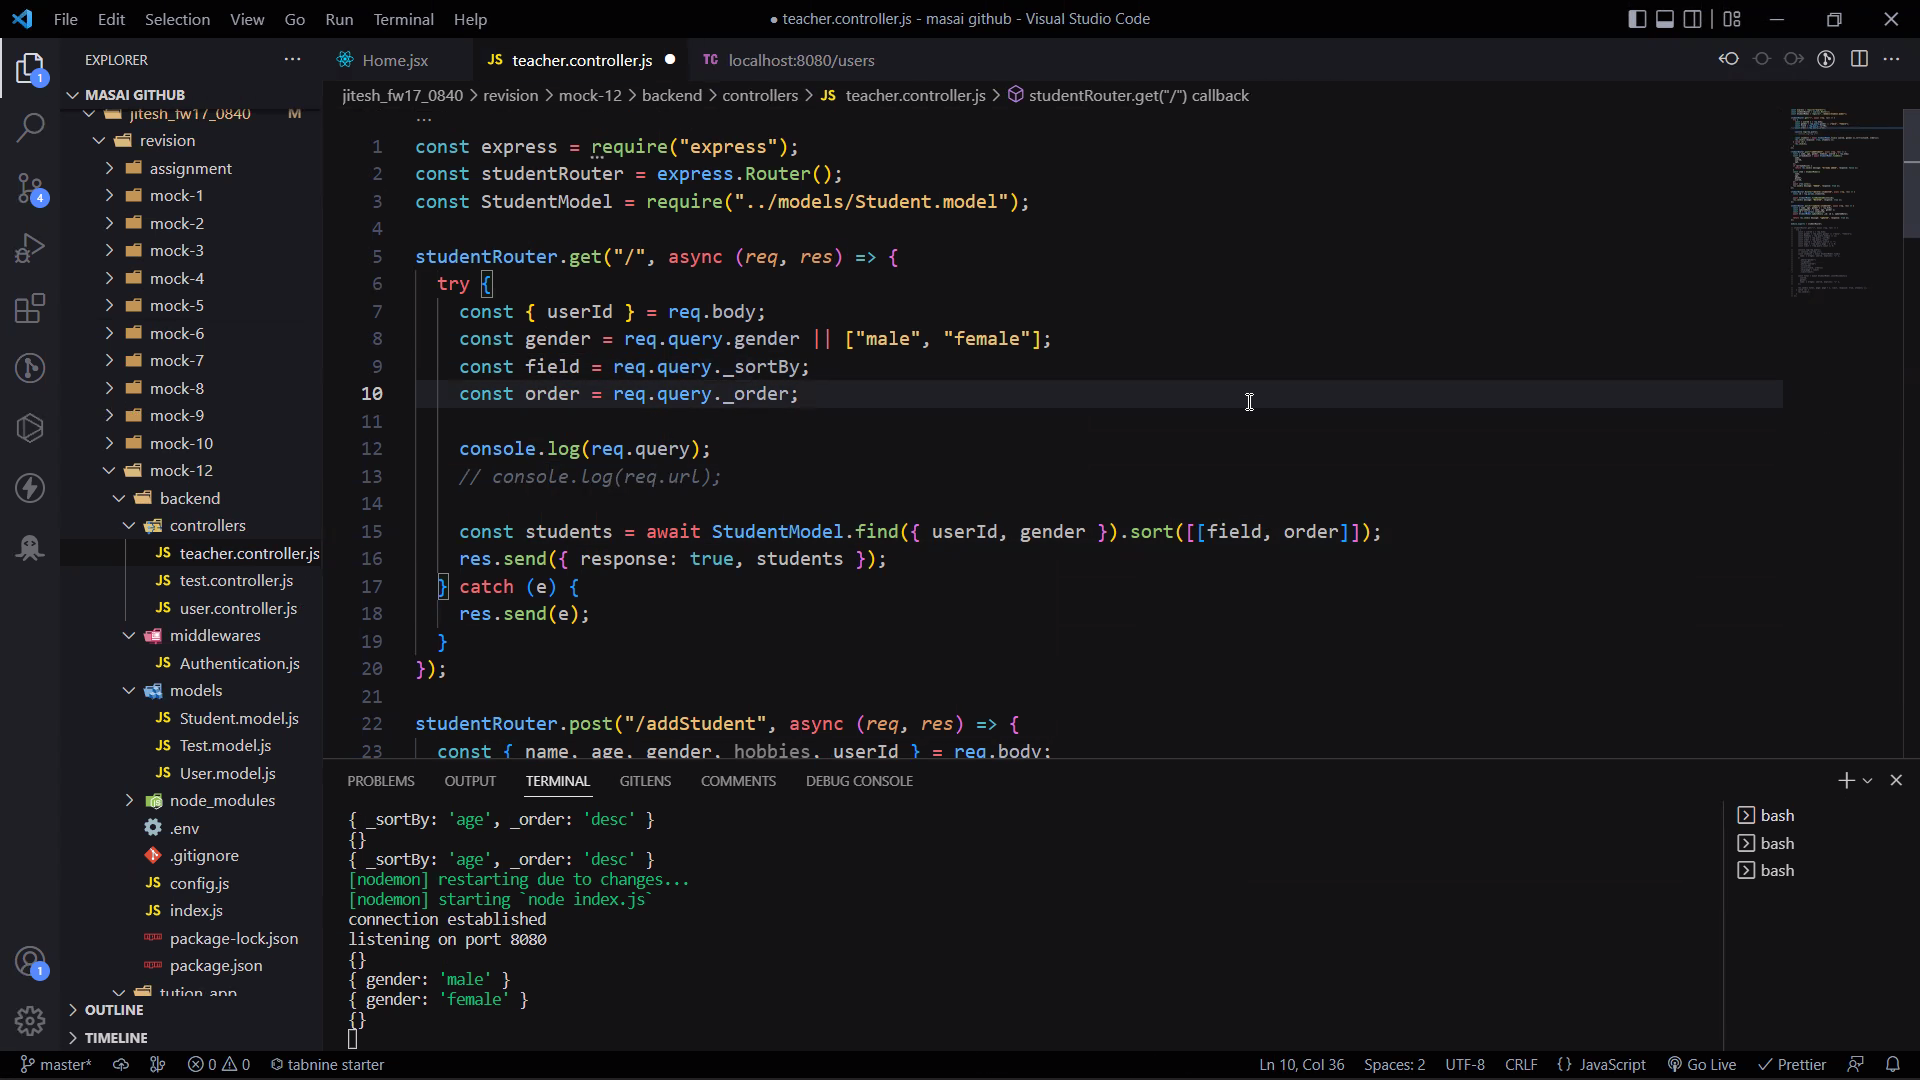 File Edit Selection View Go Run Terminal Help
● teacher.controller.js - masai github - Visual Studio Code
EXPLORER
MASAI GITHUB
jitesh_fw17_0840 M
revision
assignment
mock-1
mock-2
mock-3
mock-4
mock-5
mock-6
mock-7
mock-8
mock-9
mock-10
mock-12
backend
controllers
JS teacher.controller.js
JS test.controller.js
JS user.controller.js
middlewares
JS Authentication.js
models
JS Student.model.js
JS Test.model.js
JS User.model.js
node_modules
.env
.gitignore
JS config.js
JS index.js
package-lock.json
package.json
tution_app
OUTLINE
TIMELINE
1
4
1
Home.jsx
JS teacher.controller.js ●
TC localhost:8080/users
jitesh_fw17_0840 > revision > mock-12 > backend > controllers > JS teacher.controller.js > studentRouter.get("/") callback
...
1 const express = require("express");
2 const studentRouter = express.Router();
3 const StudentModel = require("../models/Student.model");
4
5 studentRouter.get("/", async (req, res) => {
6 try {
7 const { userId } = req.body;
8 const gender = req.query.gender || ["male", "female"];
9 const field = req.query._sortBy;
10 const order = req.query._order;
11
12 console.log(req.query);
13 // console.log(req.url);
14
15 const students = await StudentModel.find({ userId, gender }).sort([[field, order]]);
16 res.send({ response: true, students });
17 } catch (e) {
18 res.send(e);
19 }
20 });
21
22 studentRouter.post("/addStudent", async (req, res) => {
23 const { name, age, gender, hobbies, userId } = req.body;
PROBLEMS OUTPUT TERMINAL GITLENS COMMENTS DEBUG CONSOLE
{ _sortBy: 'age', _order: 'desc' }
{}
{ _sortBy: 'age', _order: 'desc' }
[nodemon] restarting due to changes...
[nodemon] starting `node index.js`
connection established
listening on port 8080
{}
{ gender: 'male' }
{ gender: 'female' }
{}
bash
bash
bash
master* 0 0 tabnine starter
Ln 10, Col 36 Spaces: 2 UTF-8 CRLF {} JavaScript Go Live Prettier